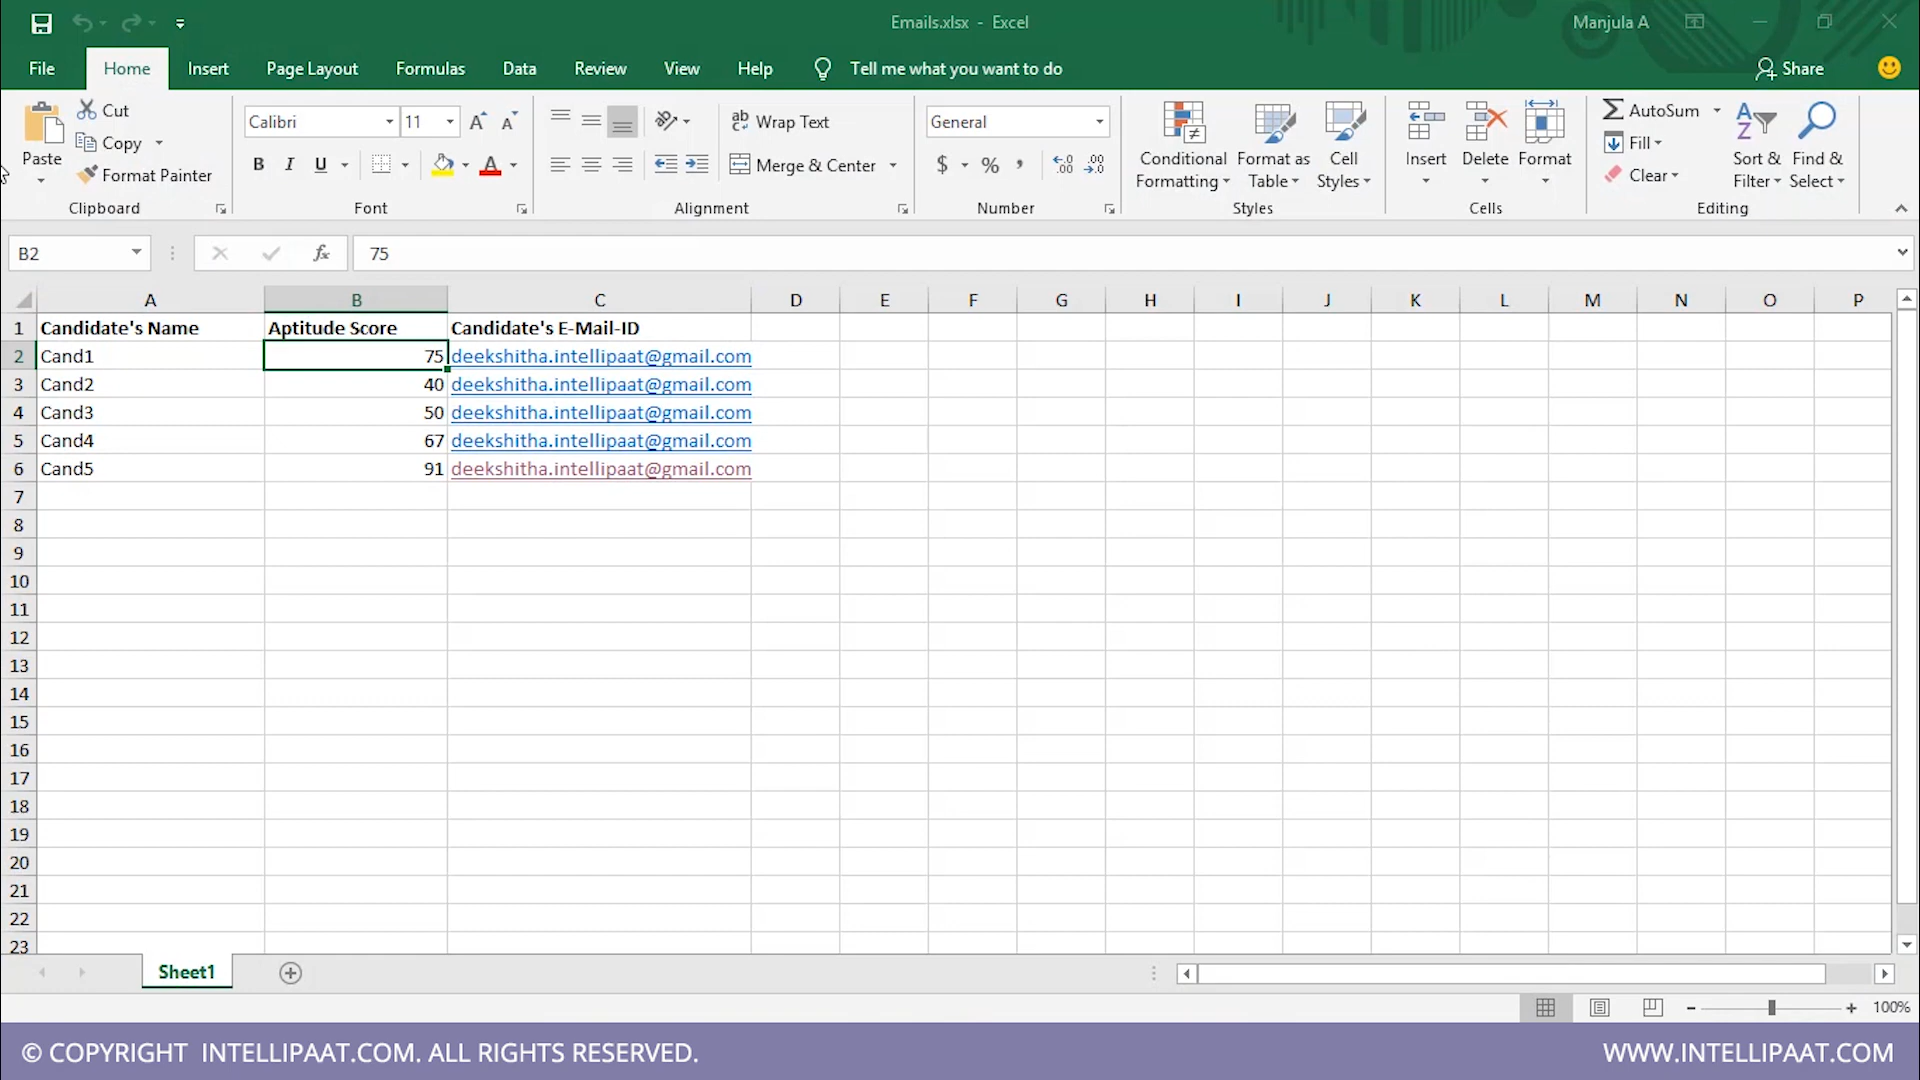 Emails.xlsx - Excel
Manjula A
File Home Insert Page Layout Formulas Data Review View Help Tell me what you want to do Share
Paste
Cut
Copy
Format Painter
Clipboard
Calibri 11
B I U A
Font
ab Wrap Text
Merge & Center
Alignment
General
$ % ,
Number
Conditional Formatting
Format as Table
Cell Styles
Styles
Insert Delete Format
Cells
AutoSum
Fill
Clear
Sort & Filter
Find & Select
Editing
B2 fx 75
A B C D E F G H I J K L M N O P
1 Candidate's Name Aptitude Score Candidate's E-Mail-ID
2 Cand1 75 deekshitha.intellipaat@gmail.com
3 Cand2 40 deekshitha.intellipaat@gmail.com
4 Cand3 50 deekshitha.intellipaat@gmail.com
5 Cand4 67 deekshitha.intellipaat@gmail.com
6 Cand5 91 deekshitha.intellipaat@gmail.com
7
8
9
10
11
12
13
14
15
16
17
18
19
20
21
22
23
Sheet1
100%
© COPYRIGHT INTELLIPAAT.COM. ALL RIGHTS RESERVED.
WWW.INTELLIPAAT.COM